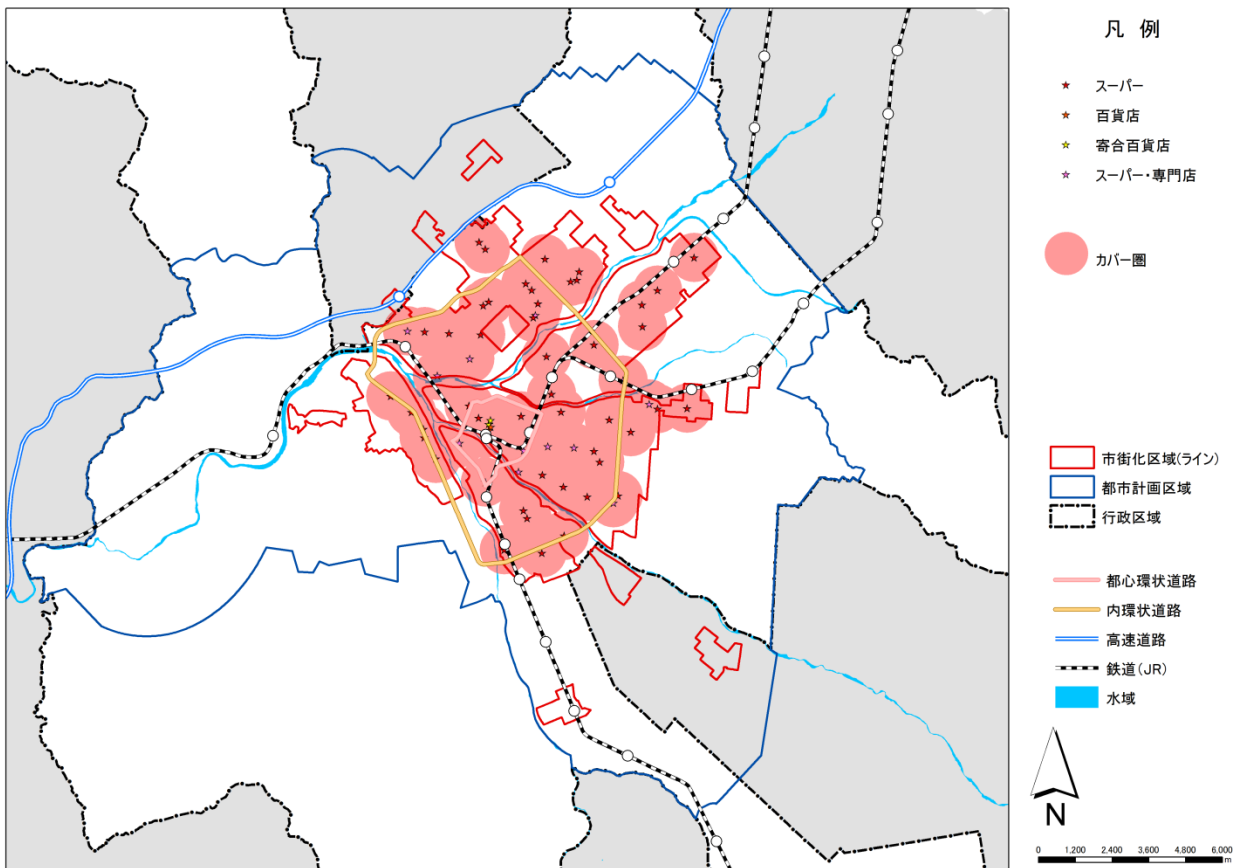 凡 例
スーパー
百貨店
寄合百貨店
スーパー・専門店
カバー圏
市街化区域(ライン)
都市計画区域
行政区域
都心環状道路
内環状道路
高速道路
鉄道(JR)
水域
N
0 1,200 2,400 3,600 4,800 6,000
m